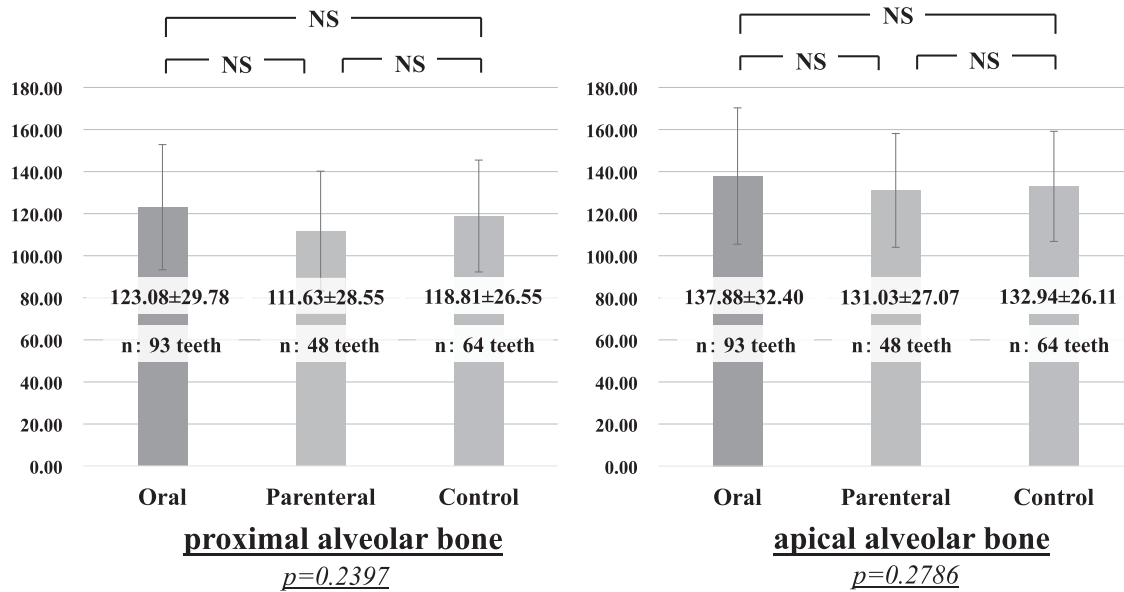 NS
NS NS
180.00
160.00
140.00
120.00
100.00
80.00
60.00
40.00
20.00
0.00
123.08±29.78 111.63±28.55 118.81±26.55
n: 93 teeth n: 48 teeth n: 64 teeth
Oral Parenteral Control
proximal alveolar bone
p=0.2397
NS
NS NS
180.00
160.00
140.00
120.00
100.00
80.00
60.00
40.00
20.00
0.00
137.88±32.40 131.03±27.07 132.94±26.11
n: 93 teeth n: 48 teeth n: 64 teeth
Oral Parenteral Control
apical alveolar bone
p=0.2786